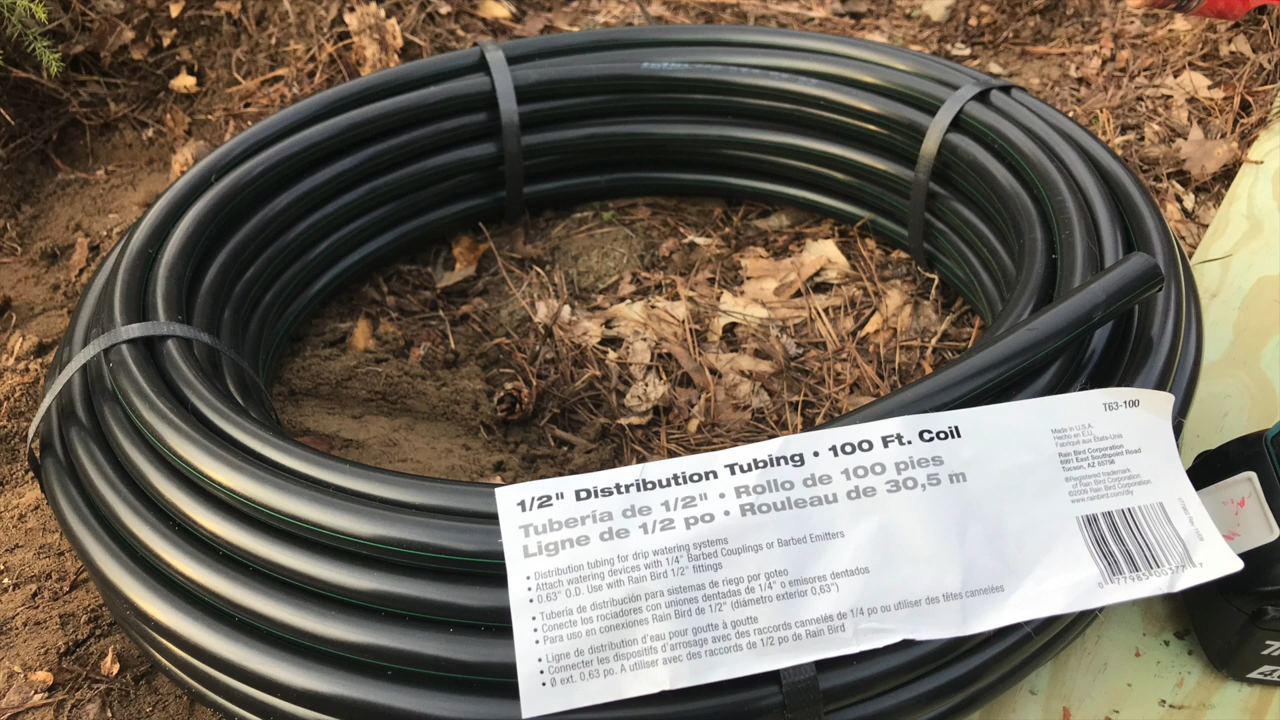 1/2" Distribution Tubing • 100 Ft. Coil
Tubería de 1/2" • Rollo de 100 pies
Ligne de 1/2 po • Rouleau de 30,5 m
• Distribution tubing for drip watering systems
• Attach watering devices with 1/4" Barbed Couplings or Barbed Emitters
• 0.63" O.D. Use with Rain Bird 1/2" fittings
• Tubería de distribución para sistemas de riego por goteo
• Conecte los rociadores con uniones dentadas de 1/4" o emisores dentados
• Para uso en conexiones Rain Bird de 1/2" (diámetro exterior 0,63")
• Ligne de distribution d'eau pour goutte à goutte
• Connecter les dispositifs d'arrosage avec des raccords cannelés de 1/4 po ou utiliser des têtes cannelées
• Ø ext. 0,63 po. A utiliser avec des raccords de 1/2 po de Rain Bird
T63-100
Made in U.S.A.
Hecho en E.U.
Fabriqué aux États-Unis
Rain Bird Corporation
6991 East Southpoint Road
Tucson, AZ 85756
®Registered trademark
of Rain Bird Corporation
©2009 Rain Bird Corporation
www.rainbird.com/diy
0 77985 00377 7